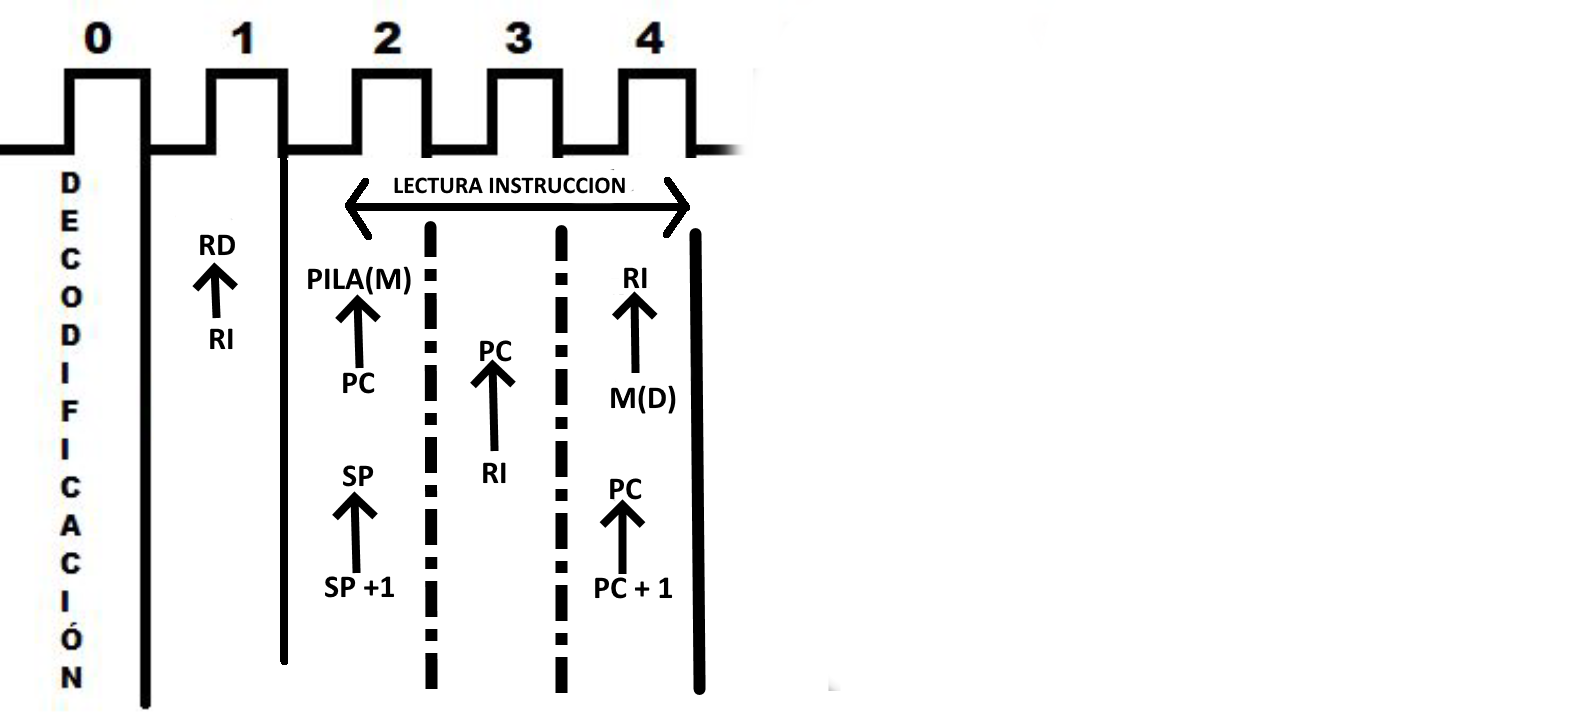 0 1 2 3 4
DECODIFICACIÓN
LECTURA INSTRUCCION
RD
RI
PILA(M)
PC
SP
SP +1
PC
RI
RI
M(D)
PC
PC + 1